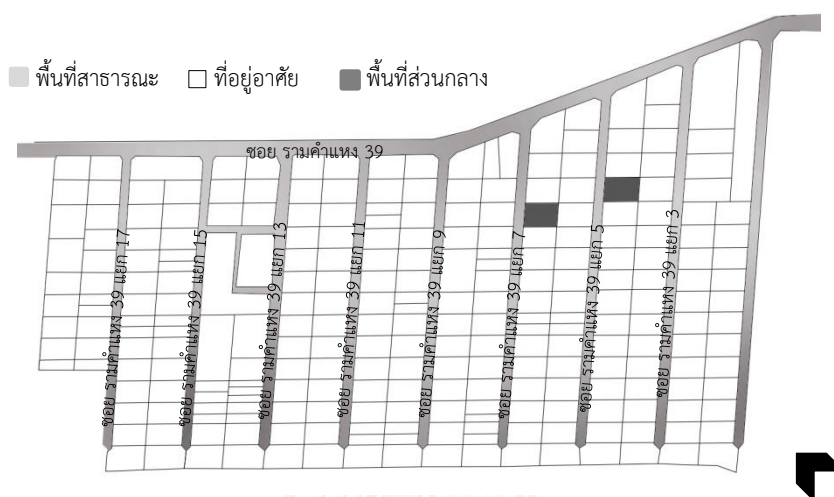 พื้นที่สาธารณะ ที่อยู่อาศัย พื้นที่ส่วนกลาง
ซอย รามคำแหง 39
ซอย รามคำแหง 39 แยก 17
ซอย รามคำแหง 39 แยก 15
ซอย รามคำแหง 39 แยก 13
ซอย รามคำแหง 39 แยก 11
ซอย รามคำแหง 39 แยก 9
ซอย รามคำแหง 39 แยก 7
ซอย รามคำแหง 39 แยก 5
ซอย รามคำแหง 39 แยก 3